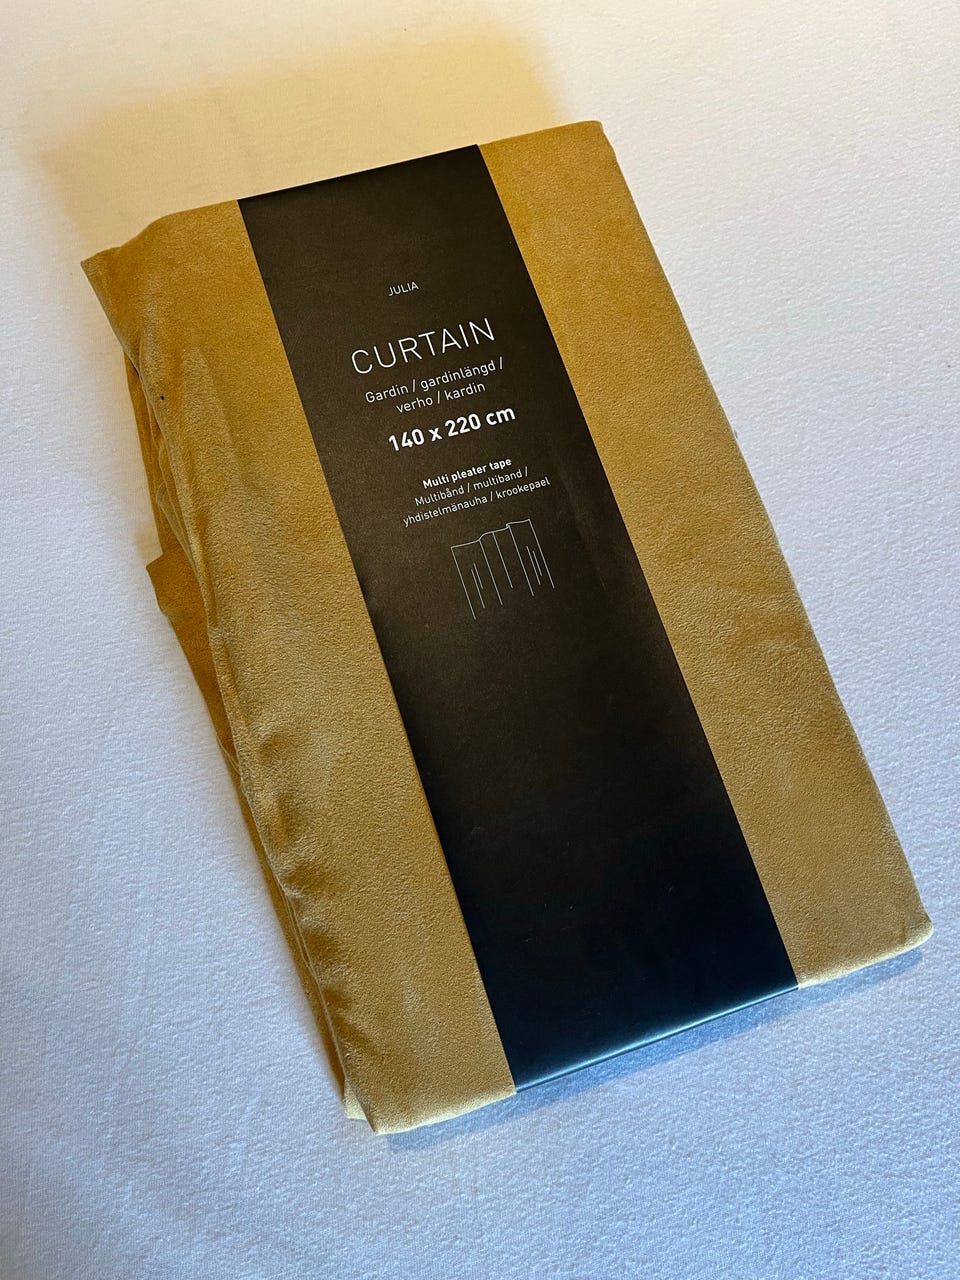 JULIA
CURTAIN
Gardin / gardinlängd /
verho / kardin
140 x 220 cm
Multi pleater tape
Multibånd / multiband /
yhdistelmänauha / krookepael